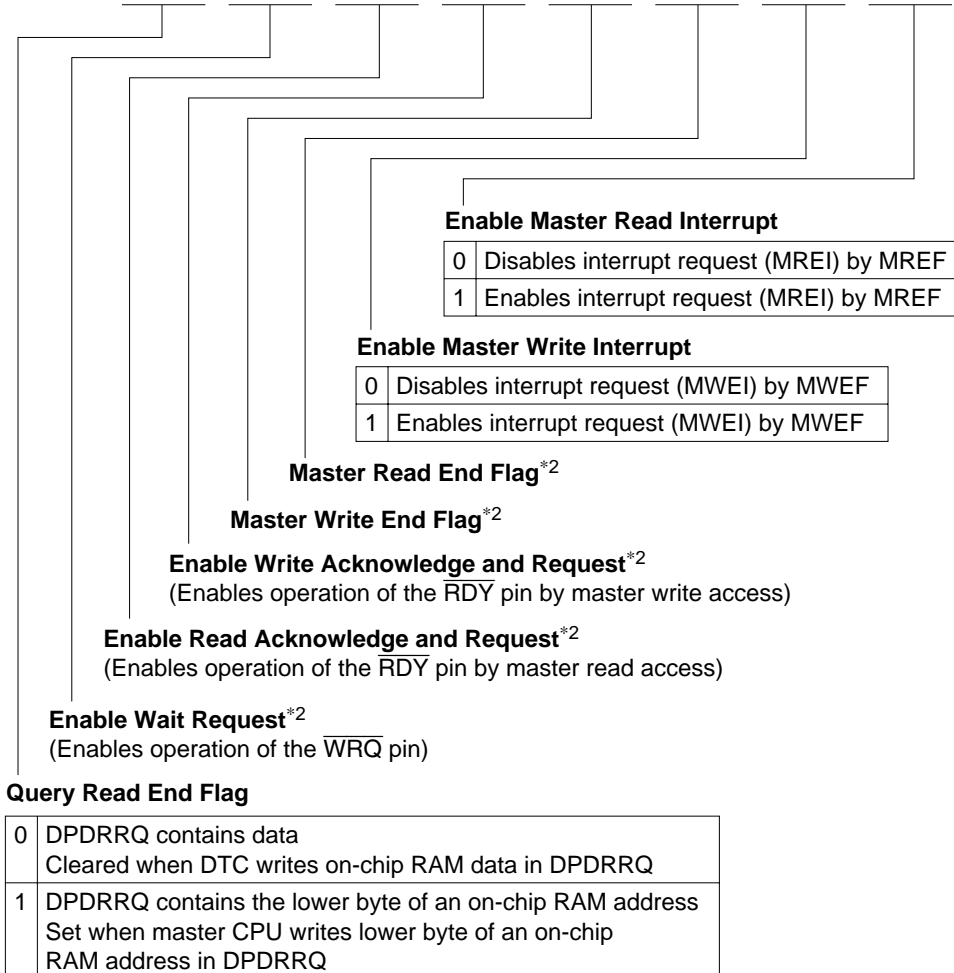 Enable Master Read Interrupt
0 Disables interrupt request (MREI) by MREF
1 Enables interrupt request (MREI) by MREF
Enable Master Write Interrupt
0 Disables interrupt request (MWEI) by MWEF
1 Enables interrupt request (MWEI) by MWEF
Master Read End Flag*2
Master Write End Flag*2
Enable Write Acknowledge and Request*2
(Enables operation of the RDY pin by master write access)
Enable Read Acknowledge and Request*2
(Enables operation of the RDY pin by master read access)
Enable Wait Request*2
(Enables operation of the WRQ pin)
Query Read End Flag
0 DPDRRQ contains data
Cleared when DTC writes on-chip RAM data in DPDRRQ
1 DPDRRQ contains the lower byte of an on-chip RAM address
Set when master CPU writes lower byte of an on-chip
RAM address in DPDRRQ